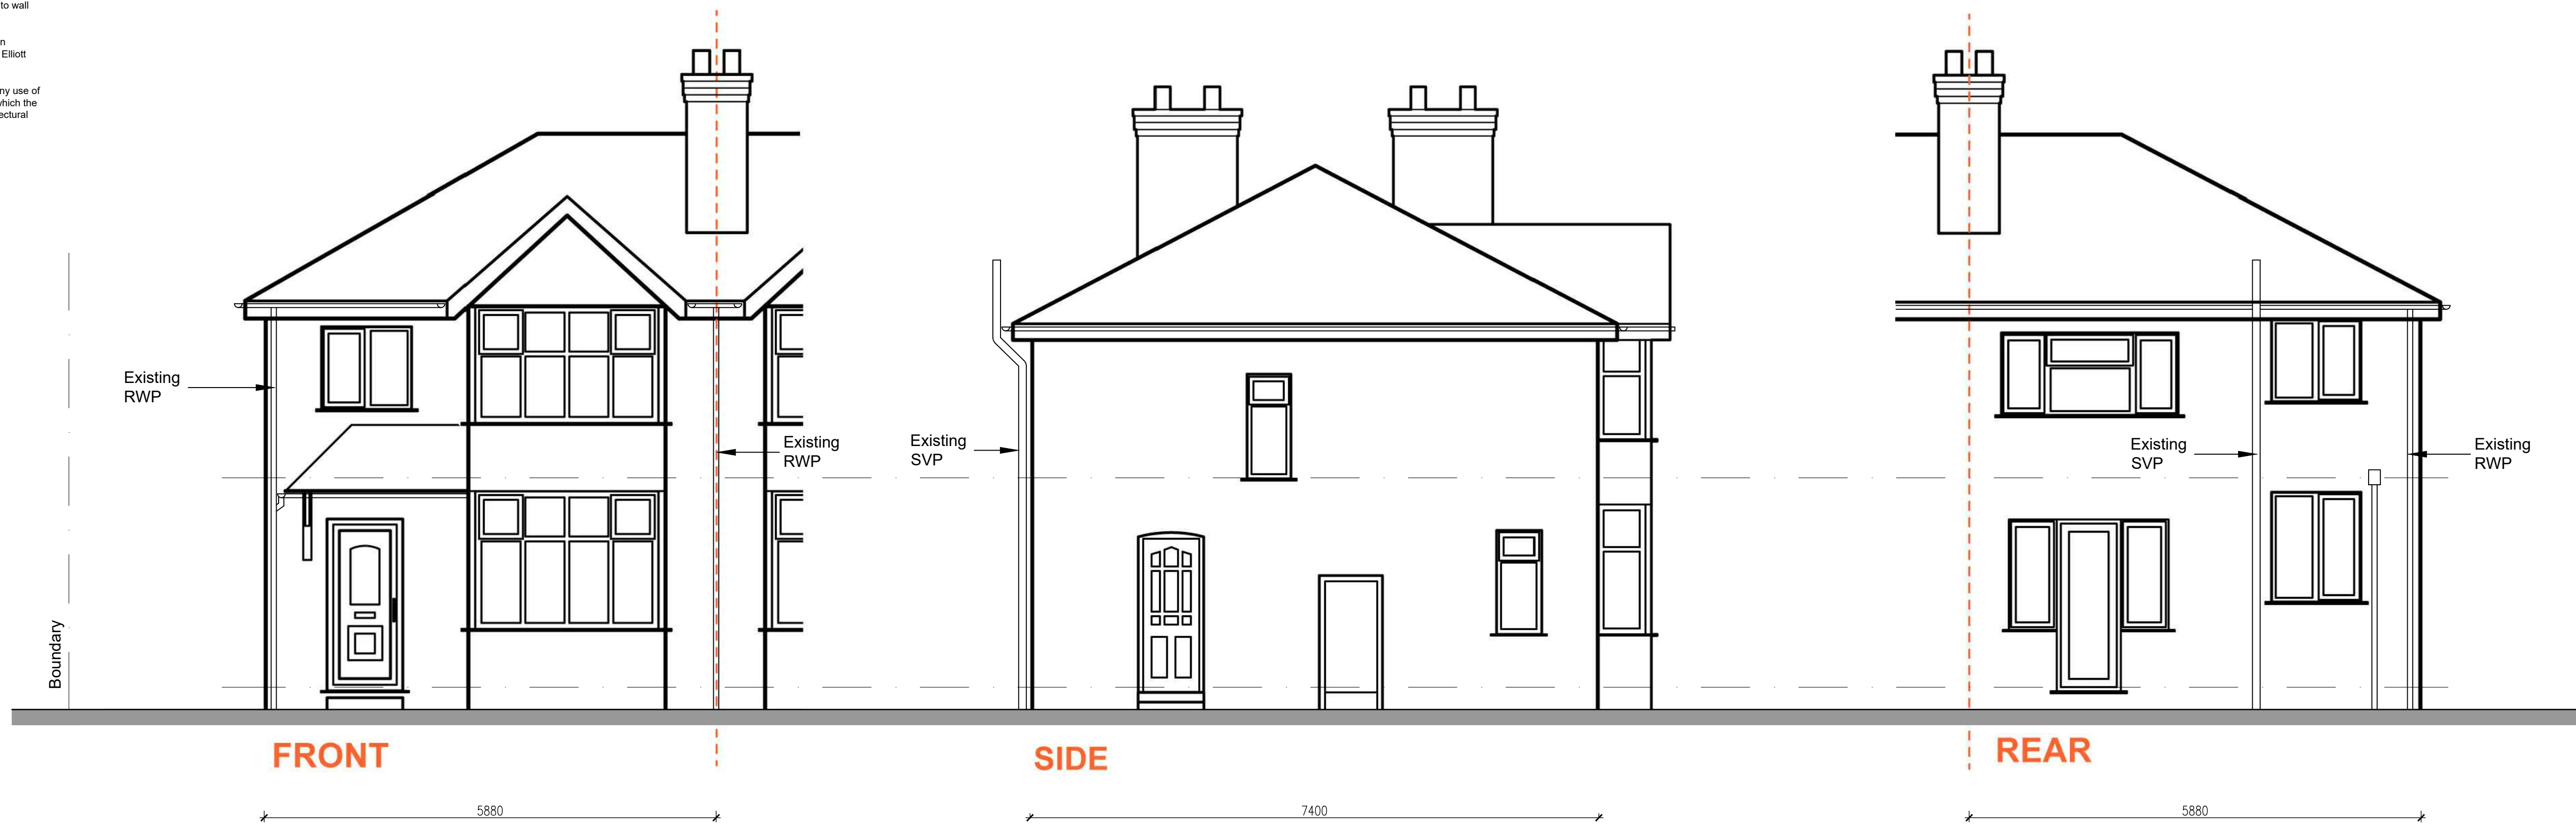 to wall
n
Elliott
ny use of
which the
ectural
Existing
RWP
Existing
RWP
Existing
SVP
Existing
SVP
Existing
RWP
Boundary
FRONT
SIDE
REAR
5880
7400
5880